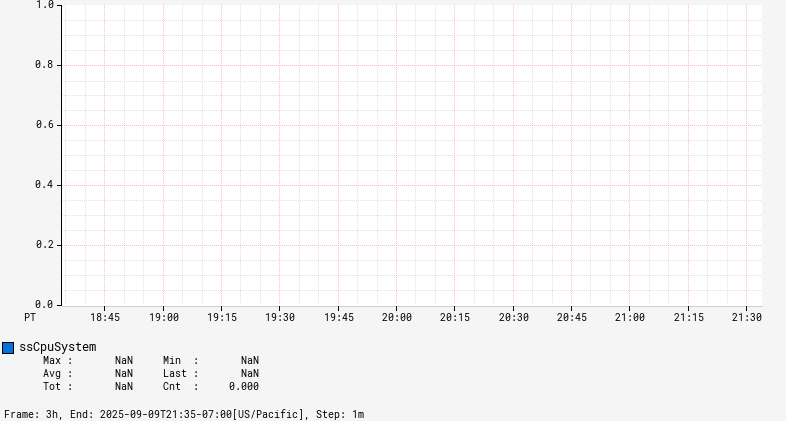 1.0
0.8
0.6
0.4
0.2
0.0
PT 18:45 19:00 19:15 19:30 19:45 20:00 20:15 20:30 20:45 21:00 21:15 21:30
ssCpuSystem
Max : NaN Min : NaN
Avg : NaN Last : NaN
Tot : NaN Cnt : 0.000
Frame: 3h, End: 2025-09-09T21:35-07:00[US/Pacific], Step: 1m